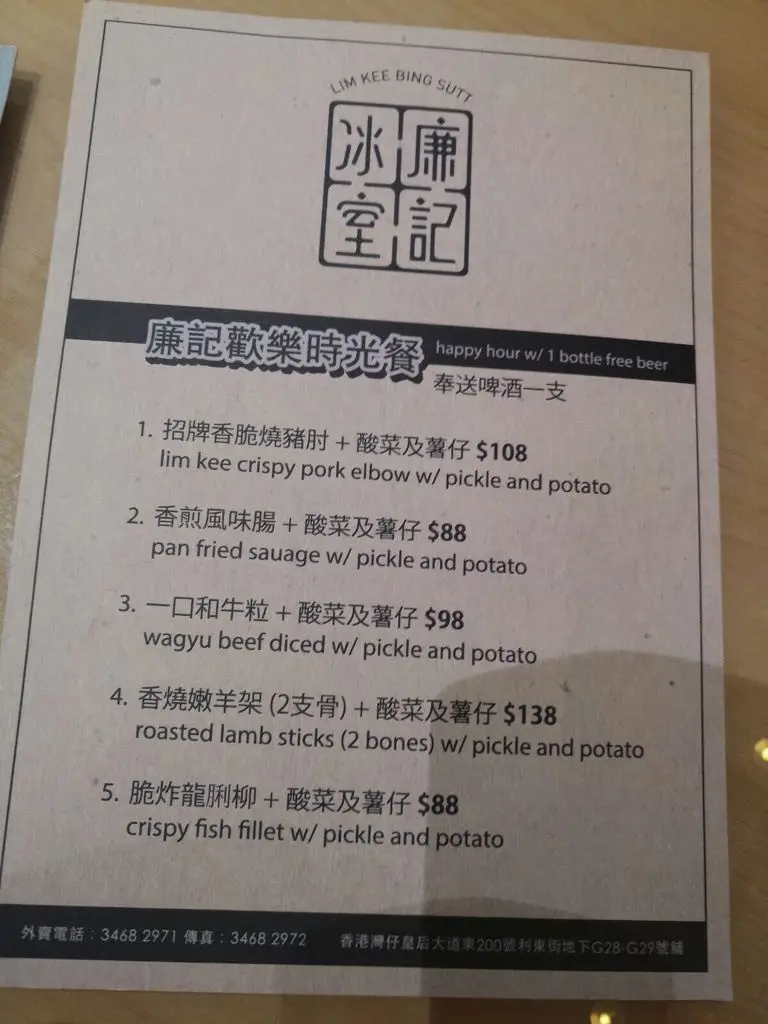 LIM KEE BING SUTT
冰廉
室記
廉記歡樂時光餐 happy hour w/ 1 bottle free beer
奉送啤酒一支
1. 招牌香脆燒豬肘 + 酸菜及薯仔 $108
lim kee crispy pork elbow w/ pickle and potato
2. 香煎風味腸 + 酸菜及薯仔 $88
pan fried sauage w/ pickle and potato
3. 一口和牛粒 + 酸菜及薯仔 $98
wagyu beef diced w/ pickle and potato
4. 香燒嫩羊架 (2支骨) + 酸菜及薯仔 $138
roasted lamb sticks (2 bones) w/ pickle and potato
5. 脆炸龍脷柳 + 酸菜及薯仔 $88
crispy fish fillet w/ pickle and potato
外賣電話：3468 2971 傳真：3468 2972 香港灣仔皇后大道東200號利東街地下G28-G29號舖